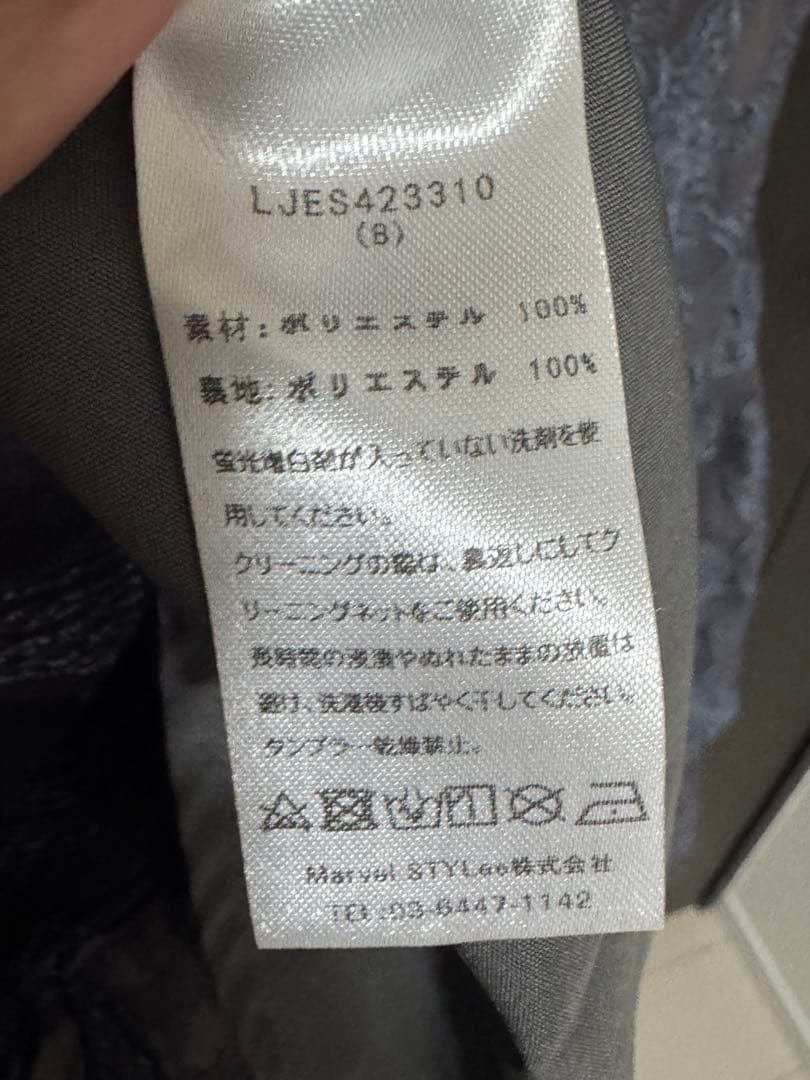 LJES423310
(B)
素材: ポリエステル 100%
裏地: ポリエステル 100%
蛍光増白剤が入っていない洗剤を使
用してください。
クリーニングの際は、裏返しにしてク
リーニングネットをご使用ください。
長時間の浸漬やぬれたままの放置は
避け、洗濯後すばやく干してください。
タンブラー乾燥禁止。
Marvel STYLee株式会社
TEL:03-6447-1142